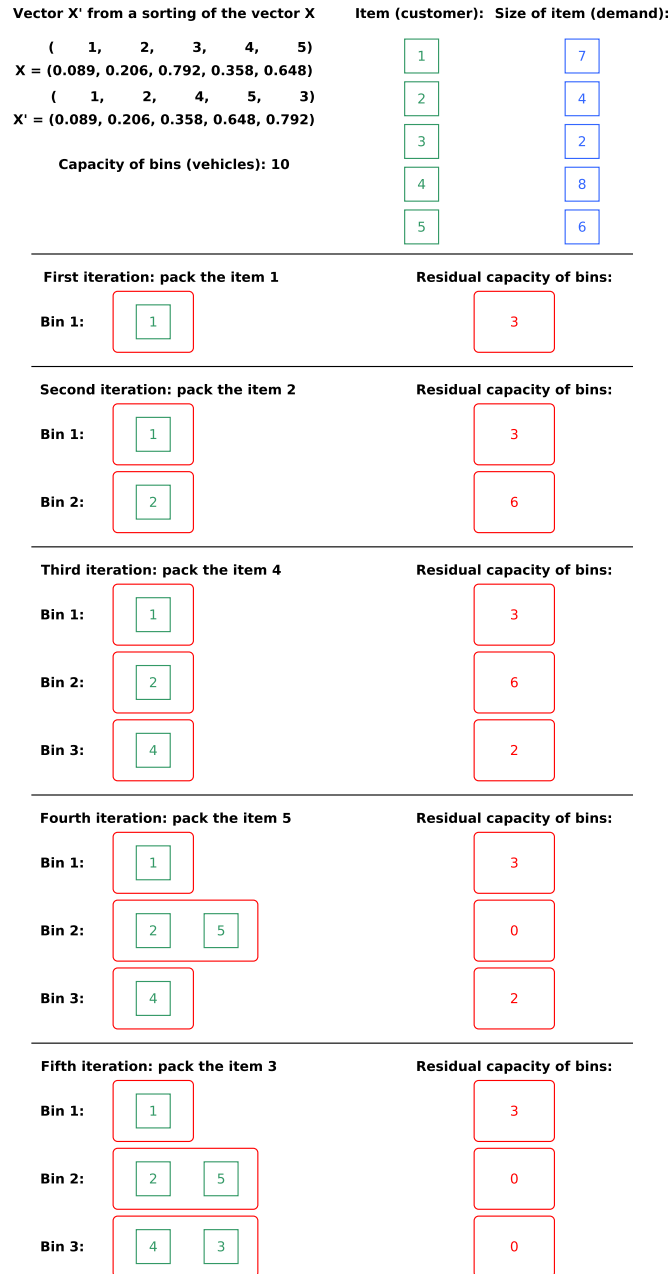 Vector X' from a sorting of the vector X
( 1, 2, 3, 4, 5)
X = (0.089, 0.206, 0.792, 0.358, 0.648)
( 1, 2, 4, 5, 3)
X' = (0.089, 0.206, 0.358, 0.648, 0.792)
Capacity of bins (vehicles): 10
Item (customer): Size of item (demand):
1 7
2 4
3 2
4 8
5 6
First iteration: pack the item 1 Residual capacity of bins:
Bin 1: 1 3
Second iteration: pack the item 2 Residual capacity of bins:
Bin 1: 1 3
Bin 2: 2 6
Third iteration: pack the item 4 Residual capacity of bins:
Bin 1: 1 3
Bin 2: 2 6
Bin 3: 4 2
Fourth iteration: pack the item 5 Residual capacity of bins:
Bin 1: 1 3
Bin 2: 2 5 0
Bin 3: 4 2
Fifth iteration: pack the item 3 Residual capacity of bins:
Bin 1: 1 3
Bin 2: 2 5 0
Bin 3: 4 3 0